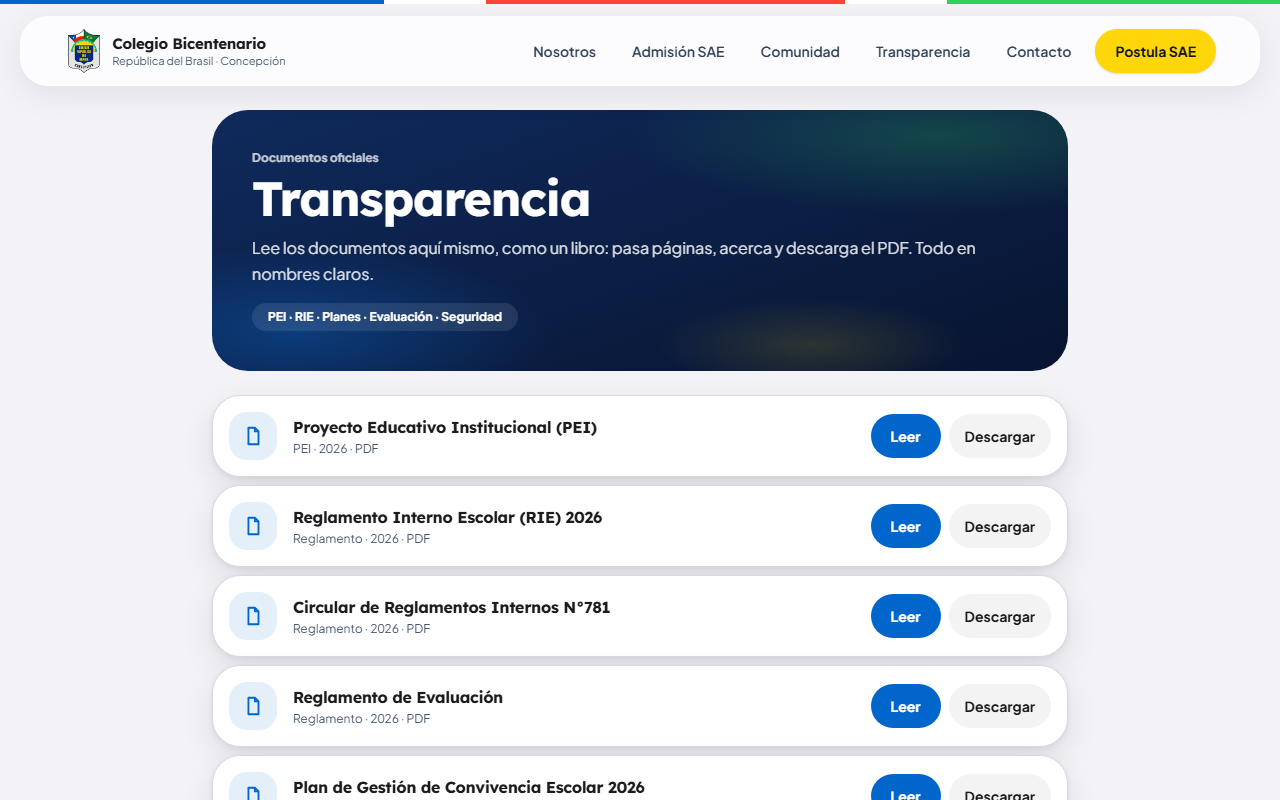 Colegio Bicentenario
República del Brasil · Concepción
Nosotros
Admisión SAE
Comunidad
Transparencia
Contacto
Postula SAE
Documentos oficiales
Transparencia
Lee los documentos aquí mismo, como un libro: pasa páginas, acerca y descarga el PDF. Todo en
nombres claros.
PEI · RIE · Planes · Evaluación · Seguridad
Proyecto Educativo Institucional (PEI)
PEI · 2026 · PDF
Leer
Descargar
Reglamento Interno Escolar (RIE) 2026
Reglamento · 2026 · PDF
Leer
Descargar
Circular de Reglamentos Internos N°781
Reglamento · 2026 · PDF
Leer
Descargar
Reglamento de Evaluación
Reglamento · 2026 · PDF
Leer
Descargar
Plan de Gestión de Convivencia Escolar 2026
Leer
Descargar